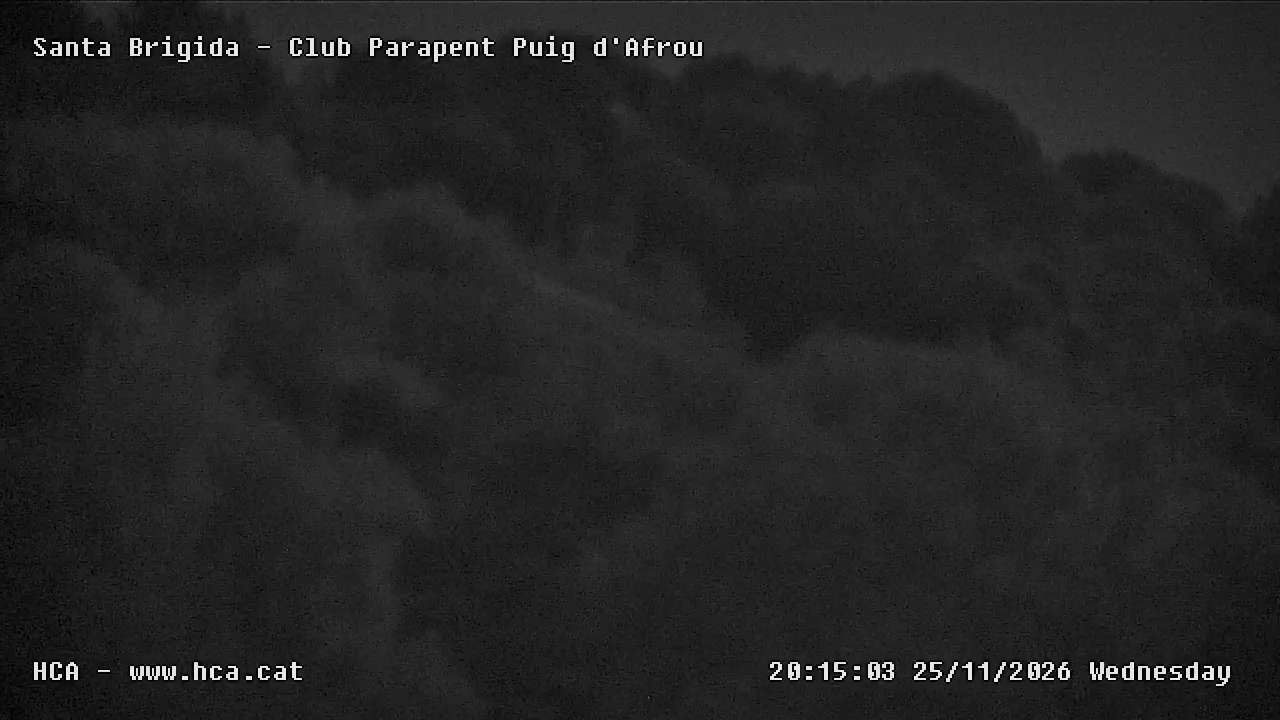 Santa Brigida - Club Parapent Puig d'Afrou
HCA - www.hca.cat
20:15:03 25/11/2026 Wednesday